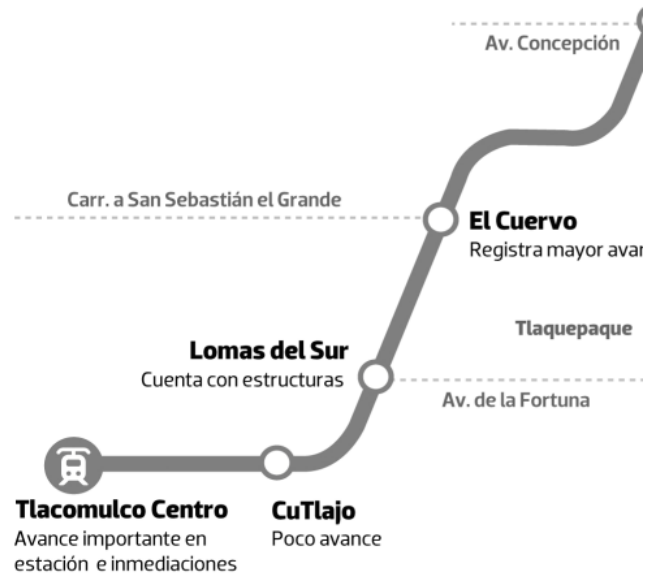 Av. Concepción
Carr. a San Sebastián el Grande
El Cuervo
Registra mayor
Tlaquepaque
Lomas del Sur
Cuenta con estructuras
Av. de la Fortuna
Tlacomulco Centro
Avance importante en
estación e inmediaciones
CuTlajo
Poco avance